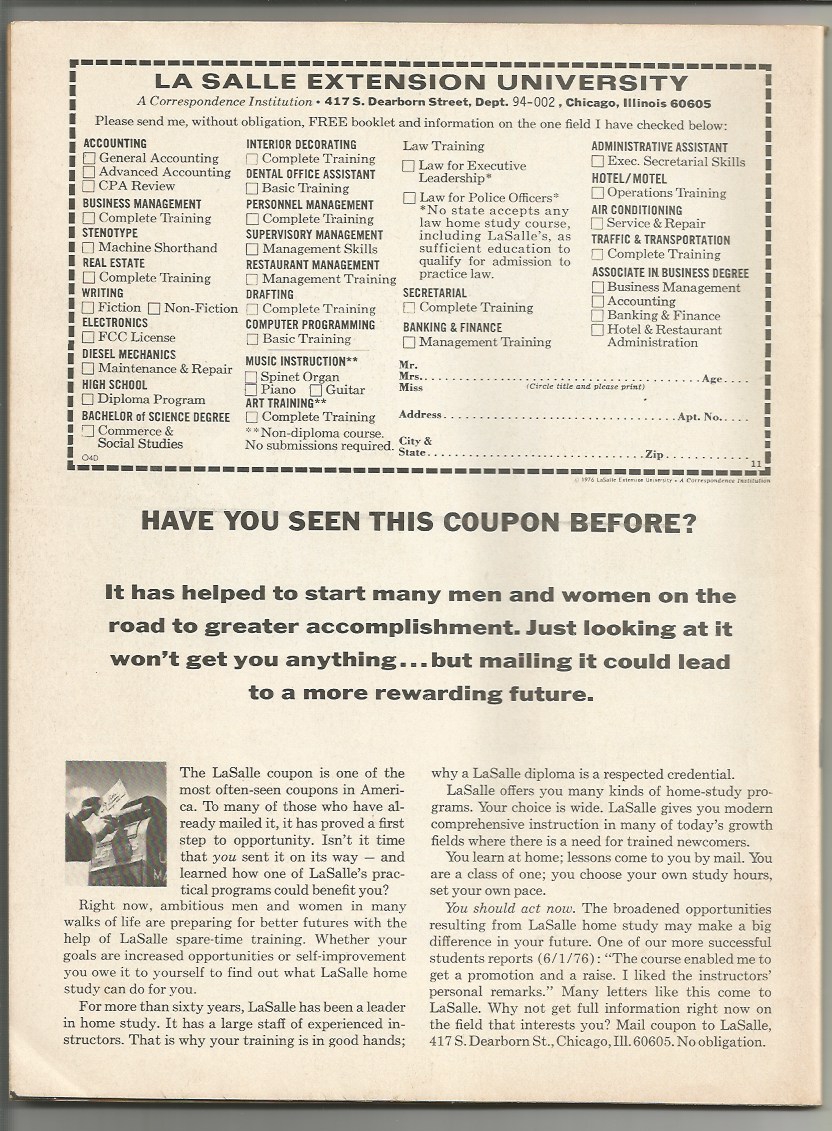 LA SALLE EXTENSION UNIVERSITY
A Correspondence Institution • 417 S. Dearborn Street, Dept. 94-002, Chicago, Illinois 60605
Please send me, without obligation, FREE booklet and information on the one field I have checked below:
ACCOUNTING
General Accounting
Advanced Accounting
CPA Review
BUSINESS MANAGEMENT
Complete Training
STENOTYPE
Machine Shorthand
REAL ESTATE
Complete Training
WRITING
Fiction Non-Fiction
ELECTRONICS
FCC License
DIESEL MECHANICS
Maintenance & Repair
HIGH SCHOOL
Diploma Program
BACHELOR of SCIENCE DEGREE
Commerce &
Social Studies
04D
INTERIOR DECORATING
Complete Training
DENTAL OFFICE ASSISTANT
Basic Training
PERSONNEL MANAGEMENT
Complete Training
SUPERVISORY MANAGEMENT
Management Skills
RESTAURANT MANAGEMENT
Management Training
DRAFTING
Complete Training
COMPUTER PROGRAMMING
Basic Training
MUSIC INSTRUCTION**
Spinet Organ
Piano Guitar
ART TRAINING**
Complete Training
**Non-diploma course.
No submissions required.
Law Training
Law for Executive
Leadership*
Law for Police Officers*
*No state accepts any
law home study course,
including LaSalle's, as
sufficient education to
qualify for admission to
practice law.
SECRETARIAL
Complete Training
BANKING & FINANCE
Management Training
ADMINISTRATIVE ASSISTANT
Exec. Secretarial Skills
HOTEL/MOTEL
Operations Training
AIR CONDITIONING
Service & Repair
TRAFFIC & TRANSPORTATION
Complete Training
ASSOCIATE IN BUSINESS DEGREE
Business Management
Accounting
Banking & Finance
Hotel & Restaurant
Administration
Mr.
Mrs. Age
Miss (Circle title and please print)
Address Apt. No.
City &
State Zip
11
© 1976 LaSalle Extension University • A Correspondence Institution
HAVE YOU SEEN THIS COUPON BEFORE?
It has helped to start many men and women on the
road to greater accomplishment. Just looking at it
won't get you anything...but mailing it could lead
to a more rewarding future.
The LaSalle coupon is one of the
most often-seen coupons in Ameri-
ca. To many of those who have al-
ready mailed it, it has proved a first
step to opportunity. Isn't it time
that you sent it on its way — and
learned how one of LaSalle's prac-
tical programs could benefit you?
Right now, ambitious men and women in many
walks of life are preparing for better futures with the
help of LaSalle spare-time training. Whether your
goals are increased opportunities or self-improvement
you owe it to yourself to find out what LaSalle home
study can do for you.
For more than sixty years, LaSalle has been a leader
in home study. It has a large staff of experienced in-
structors. That is why your training is in good hands;
why a LaSalle diploma is a respected credential.
LaSalle offers you many kinds of home-study pro-
grams. Your choice is wide. LaSalle gives you modern
comprehensive instruction in many of today's growth
fields where there is a need for trained newcomers.
You learn at home; lessons come to you by mail. You
are a class of one; you choose your own study hours,
set your own pace.
You should act now. The broadened opportunities
resulting from LaSalle home study may make a big
difference in your future. One of our more successful
students reports (6/1/76): "The course enabled me to
get a promotion and a raise. I liked the instructors'
personal remarks." Many letters like this come to
LaSalle. Why not get full information right now on
the field that interests you? Mail coupon to LaSalle,
417 S. Dearborn St., Chicago, Ill. 60605. No obligation.